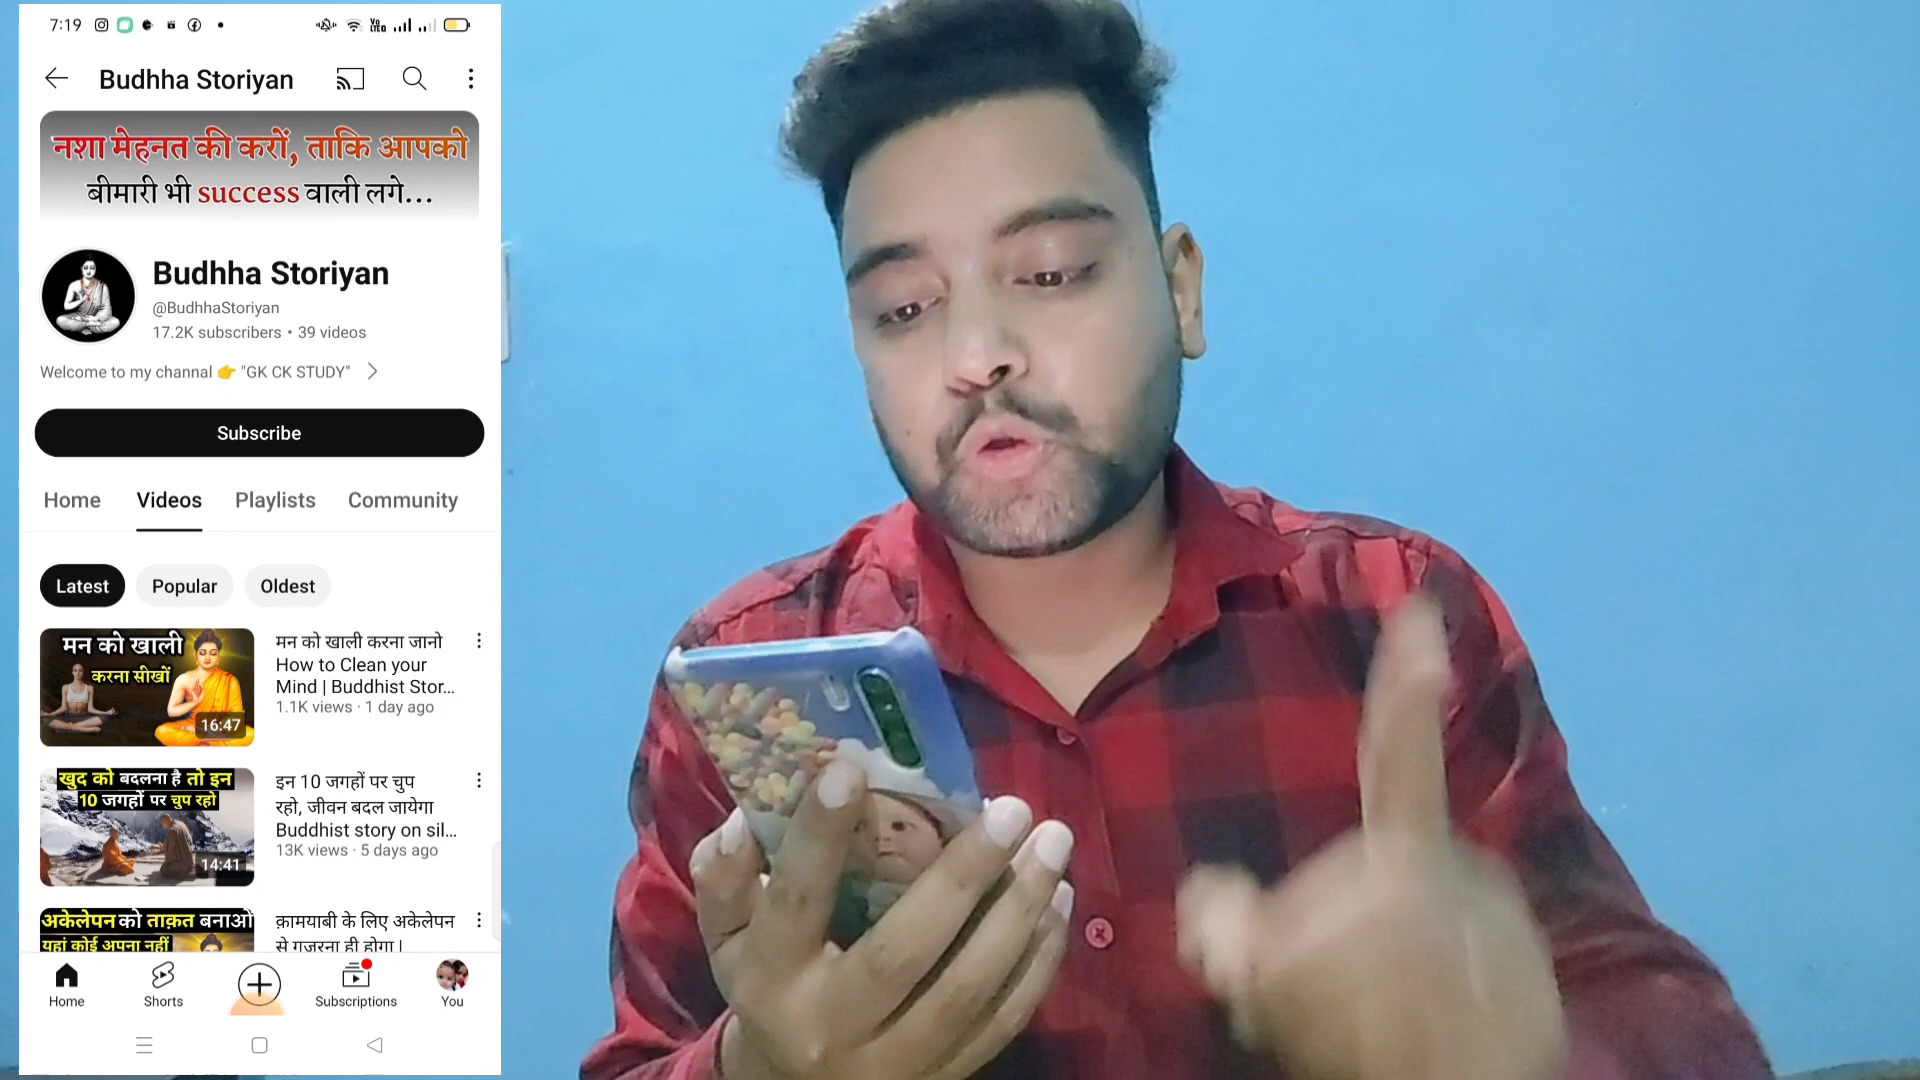 7:19
Vo
LTE
Budhha Storiyan
नशा मेहनत की करों, ताकि आपको
बीमारी भी success वाली लगे...
Budhha Storiyan
@BudhhaStoriyan
17.2K subscribers • 39 videos
Welcome to my channel 👉 "GK CK STUDY"
Subscribe
Home Videos Playlists Community
Latest Popular Oldest
मन को खाली
करना सीखों
16:47
मन को खाली करना जानो
How to Clean your
Mind | Buddhist Stor...
1.1K views · 1 day ago
खुद को बदलना है तो इन
10 जगहों पर चुप रहो
14:41
इन 10 जगहों पर चुप
रहो, जीवन बदल जायेगा
Buddhist story on sil...
13K views · 5 days ago
अकेलेपन को ताक़त बनाओ
यहां कोई अपना नहीं
क़ामयाबी के लिए अकेलेपन
से गुजरना ही होगा |
Home Shorts Subscriptions You